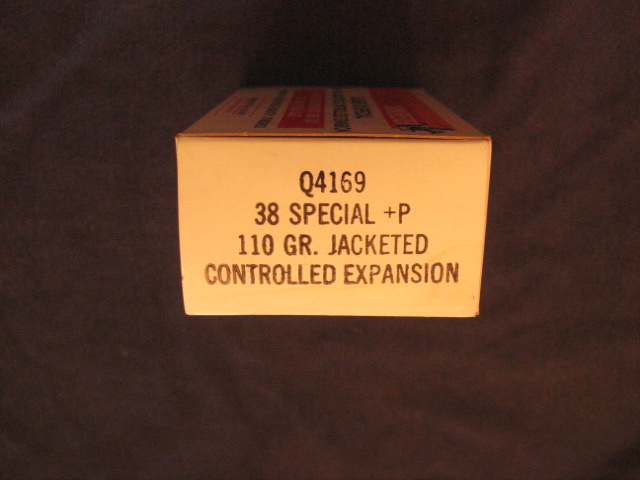 Q4169
38 SPECIAL +P
110 GR. JACKETED
CONTROLLED EXPANSION